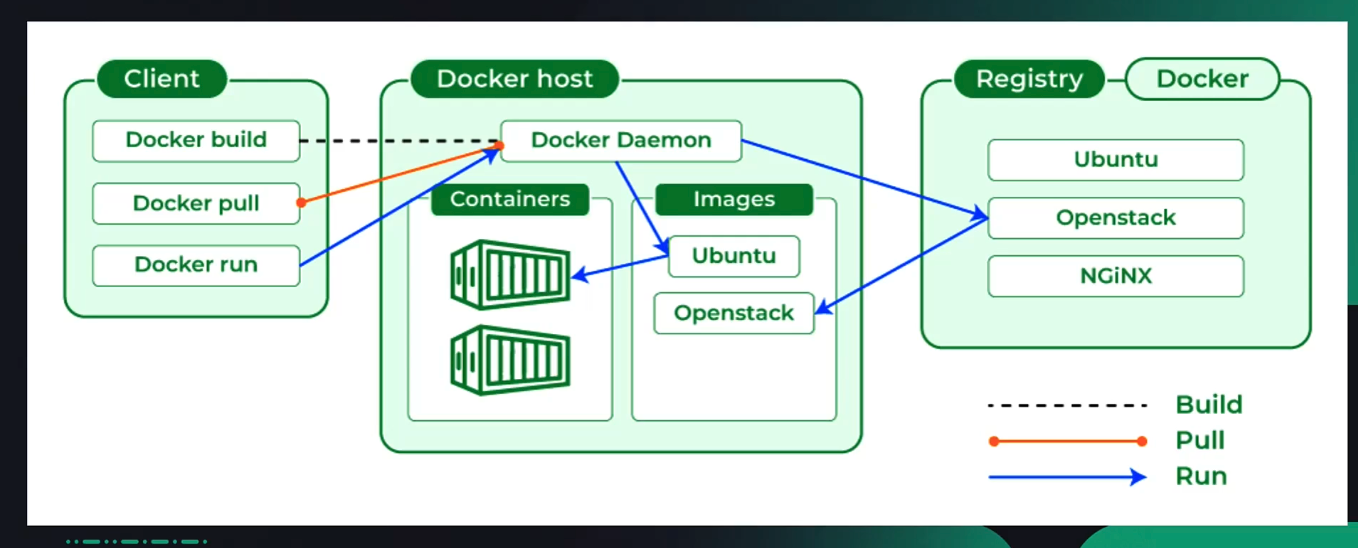 Client
Docker build
Docker pull
Docker run
Docker host
Docker Daemon
Containers
Images
Ubuntu
Openstack
Registry
Docker
Ubuntu
Openstack
NGiNX
Build
Pull
Run